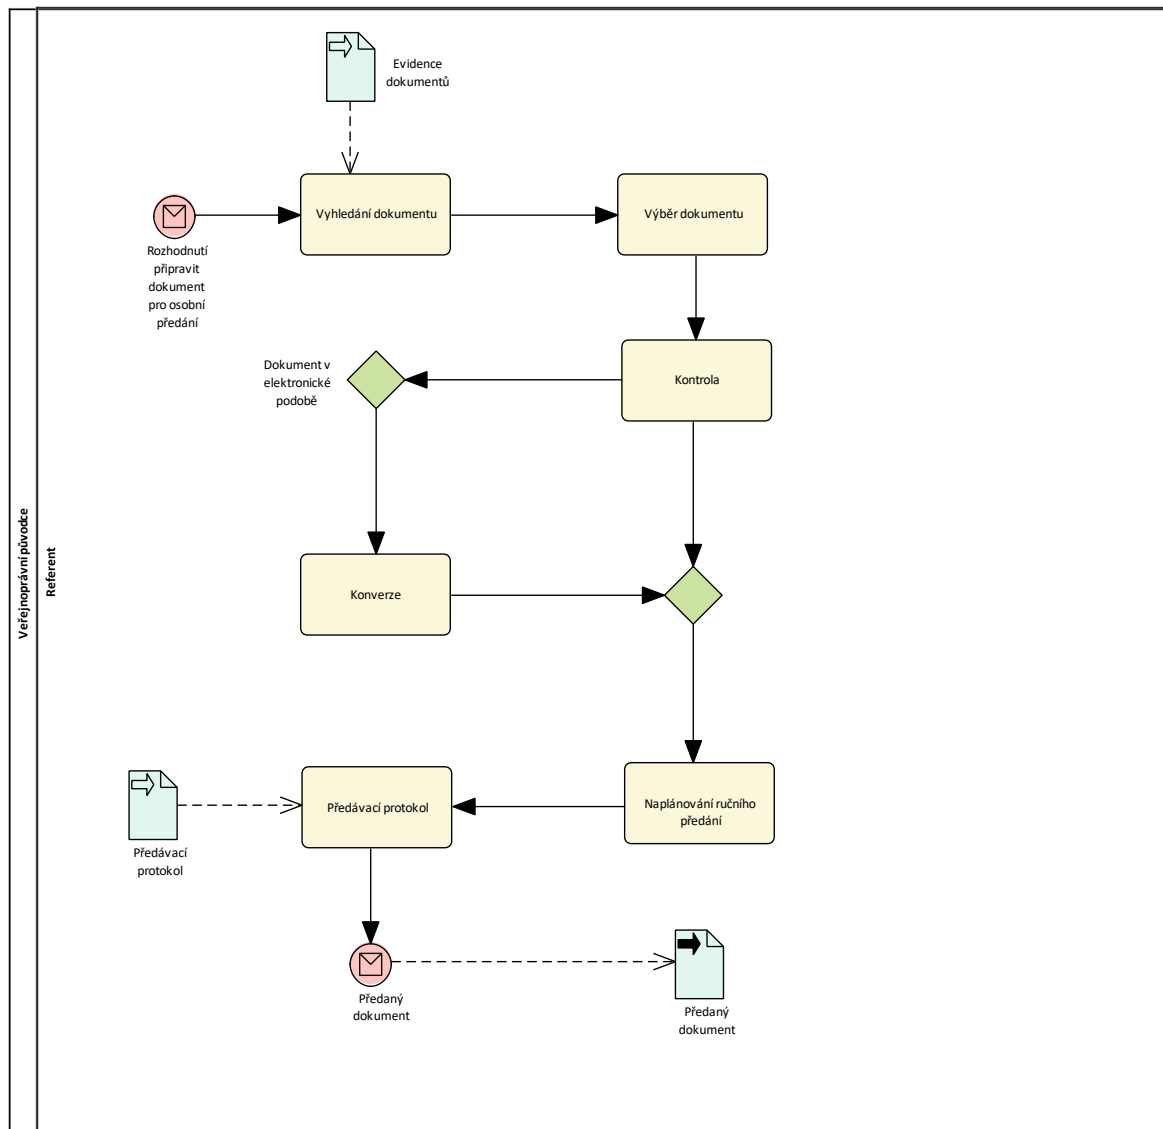 Veřejnoprávní původce
Referent
Evidence
dokumentů
Vyhledání dokumentu
Výběr dokumentu
Rozhodnutí
připravit
dokument
pro osobní
předání
Dokument v
elektronické
podobě
Kontrola
Konverze
Předávací protokol
Naplánování ručního
předání
Předávací
protokol
Předaný
dokument
Předaný
dokument